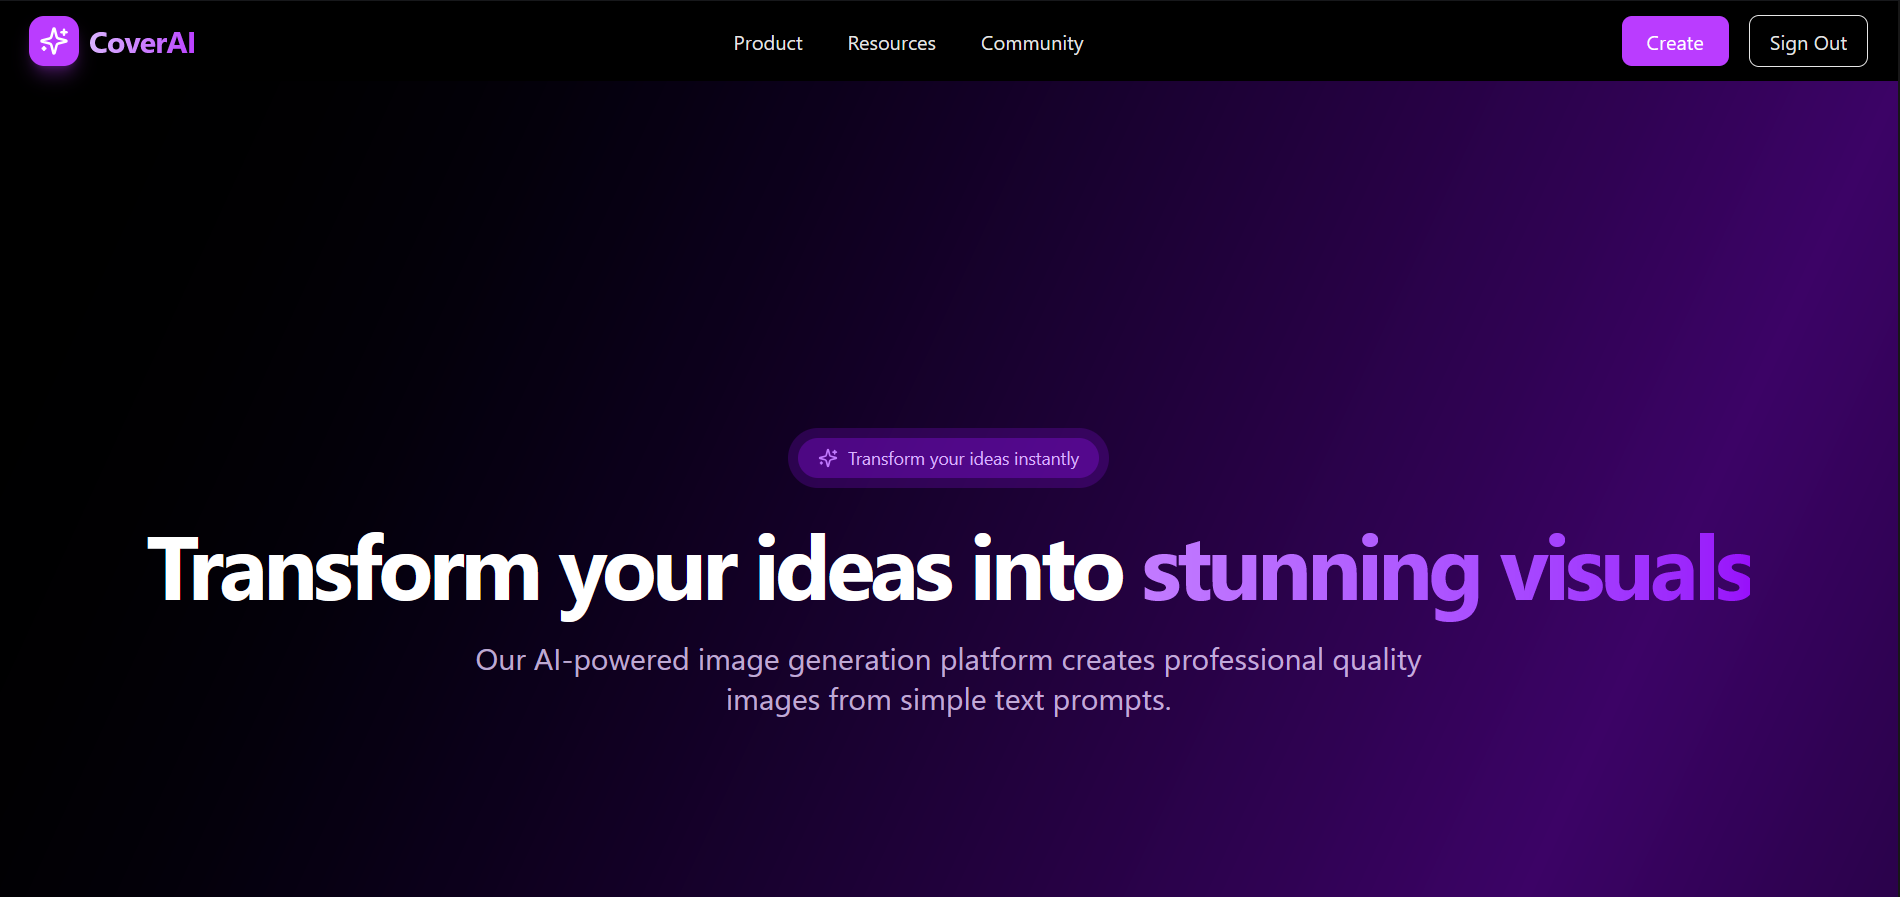 CoverAI
Product
Resources
Community
Create
Sign Out
Transform your ideas instantly
Transform your ideas into stunning visuals
Our AI-powered image generation platform creates professional quality
images from simple text prompts.